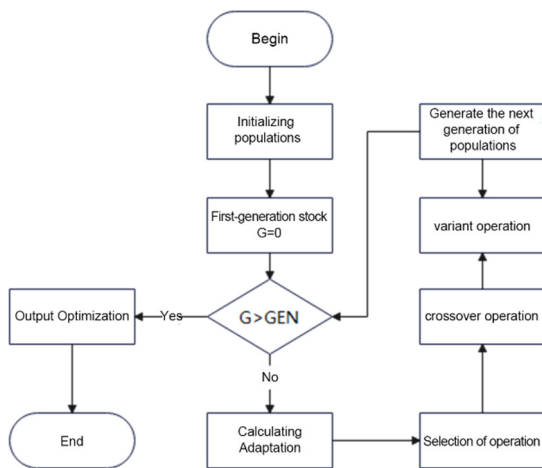 Begin
Initializing
populations
First-generation stock
G=0
G>GEN
Yes
Output Optimization
End
No
Calculating
Adaptation
Selection of operation
crossover operation
variant operation
Generate the next
generation of
populations